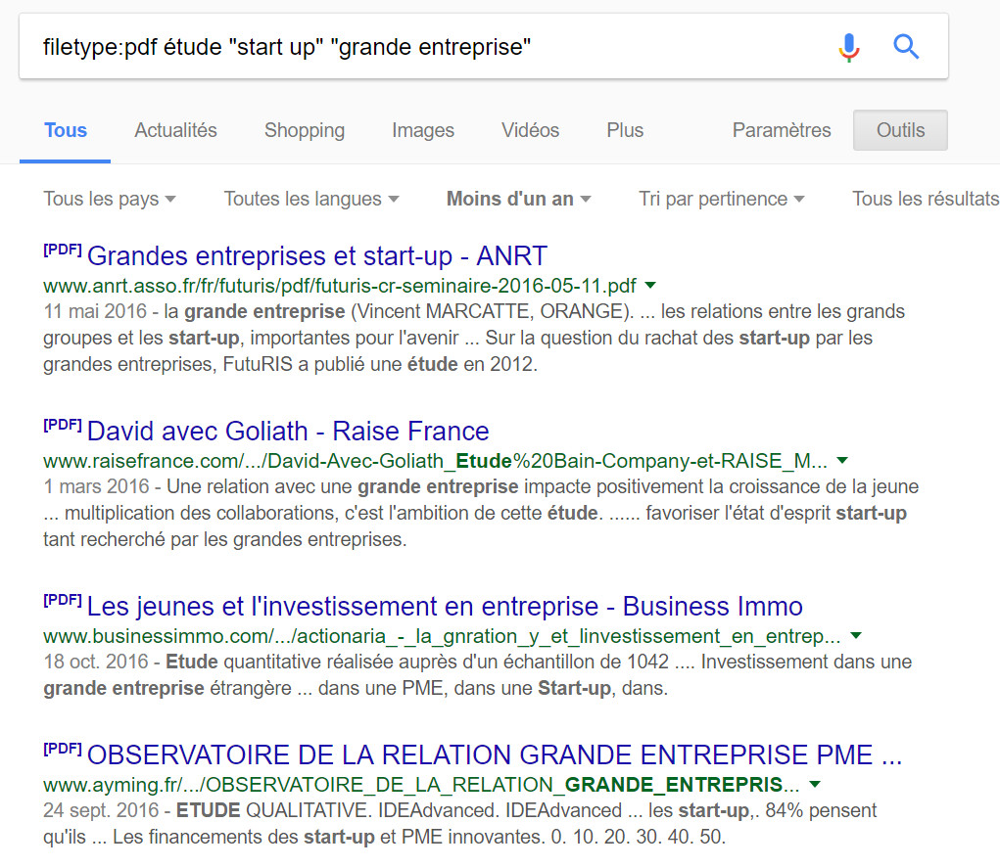 filetype:pdf étude "start up" "grande entreprise"
Tous Actualités Shopping Images Vidéos Plus Paramètres Outils
Tous les pays Toutes les langues Moins d'un an Tri par pertinence Tous les résultats
[PDF] Grandes entreprises et start-up - ANRT
www.anrt.asso.fr/fr/futuris/pdf/futuris-cr-seminaire-2016-05-11.pdf
11 mai 2016 - la grande entreprise (Vincent MARCATTE, ORANGE). ... les relations entre les grands
groupes et les start-up, importantes pour l'avenir ... Sur la question du rachat des start-up par les
grandes entreprises, FutuRIS a publié une étude en 2012.
[PDF] David avec Goliath - Raise France
www.raisefrance.com/.../David-Avec-Goliath_Etude%20Bain-Company-et-RAISE_M...
1 mars 2016 - Une relation avec une grande entreprise impacte positivement la croissance de la jeune
... multiplication des collaborations, c'est l'ambition de cette étude. ...... favoriser l'état d'esprit start-up
tant recherché par les grandes entreprises.
[PDF] Les jeunes et l'investissement en entreprise - Business Immo
www.businessimmo.com/.../actionaria_-_la_gnration_y_et_linvestissement_en_entrep...
18 oct. 2016 - Etude quantitative réalisée auprès d'un échantillon de 1042 .... Investissement dans une
grande entreprise étrangère ... dans une PME, dans une Start-up, dans.
[PDF] OBSERVATOIRE DE LA RELATION GRANDE ENTREPRISE PME ...
www.ayming.fr/.../OBSERVATOIRE_DE_LA_RELATION_GRANDE_ENTREPRIS...
24 sept. 2016 - ETUDE QUALITATIVE. IDEAdvanced. IDEAdvanced ... les start-up,. 84% pensent
qu'ils ... Les financements des start-up et PME innovantes. 0. 10. 20. 30. 40. 50.